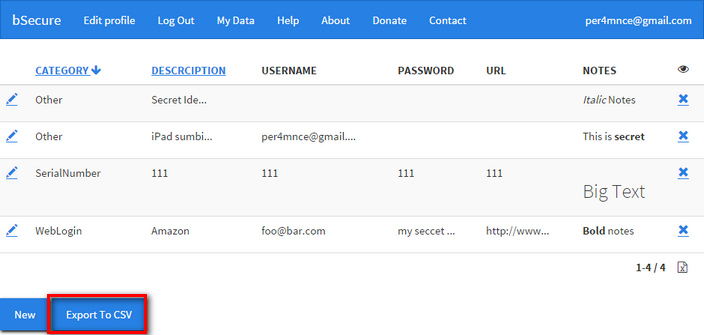 bSecure Edit profile Log Out My Data Help About Donate Contact per4mnce@gmail.com
CATEGORY DESCRCIPTION USERNAME PASSWORD URL NOTES
Other Secret Ide... Italic Notes
Other iPad sumbi... per4mnce@gmail.... This is secret
SerialNumber 111 111 111 111 Big Text
WebLogin Amazon foo@bar.com my seccet ... http://www... Bold notes
1-4 / 4
New Export To CSV